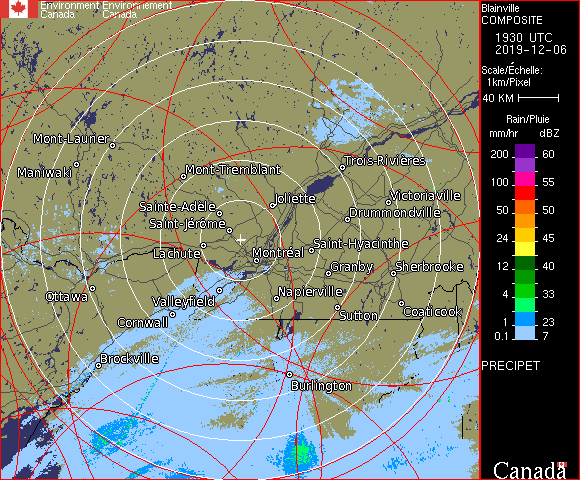 Environment Environnement
Canada Canada
Blainville
COMPOSITE
1930 UTC
2019-12-06
Scale/Échelle:
1km/Pixel
40 KM
Rain/Pluie
mm/hr dBZ
200 60
150 57
100 55
50 50
24 45
12 40
4 33
1 23
0.1 7
PRECIPET
Mont-Laurier
Maniwaki
Mont-Tremblant
Trois-Rivières
Joliette
Victoriaville
Sainte-Adèle
Drummondville
Saint-Jérôme
Saint-Hyacinthe
Lachute
Montréal
Granby
Sherbrooke
Ottawa
Valleyfield
Napierville
Cornwall
Sutton
Coaticook
Brockville
Burlington
Canada